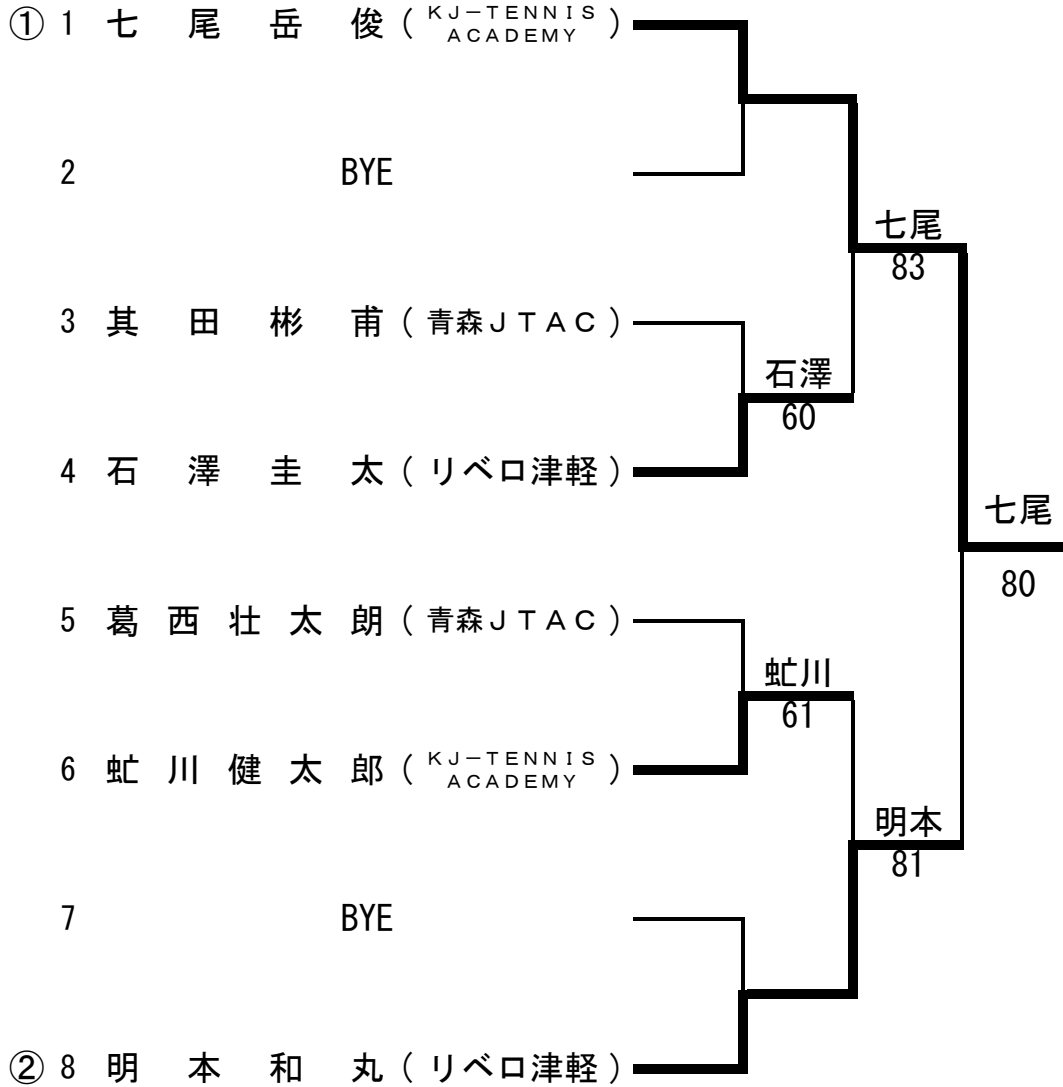 ① 1 七尾岳俊 ( KJ-TENNIS ACADEMY )
2 BYE
七尾
83
3 其田彬甫 ( 青森JTAC )
石澤
60
4 石澤圭太 ( リベロ津軽 )
七尾
80
5 葛西壮太朗 ( 青森JTAC )
虻川
61
6 虻川健太郎 ( KJ-TENNIS ACADEMY )
明本
81
7 BYE
② 8 明本和丸 ( リベロ津軽 )